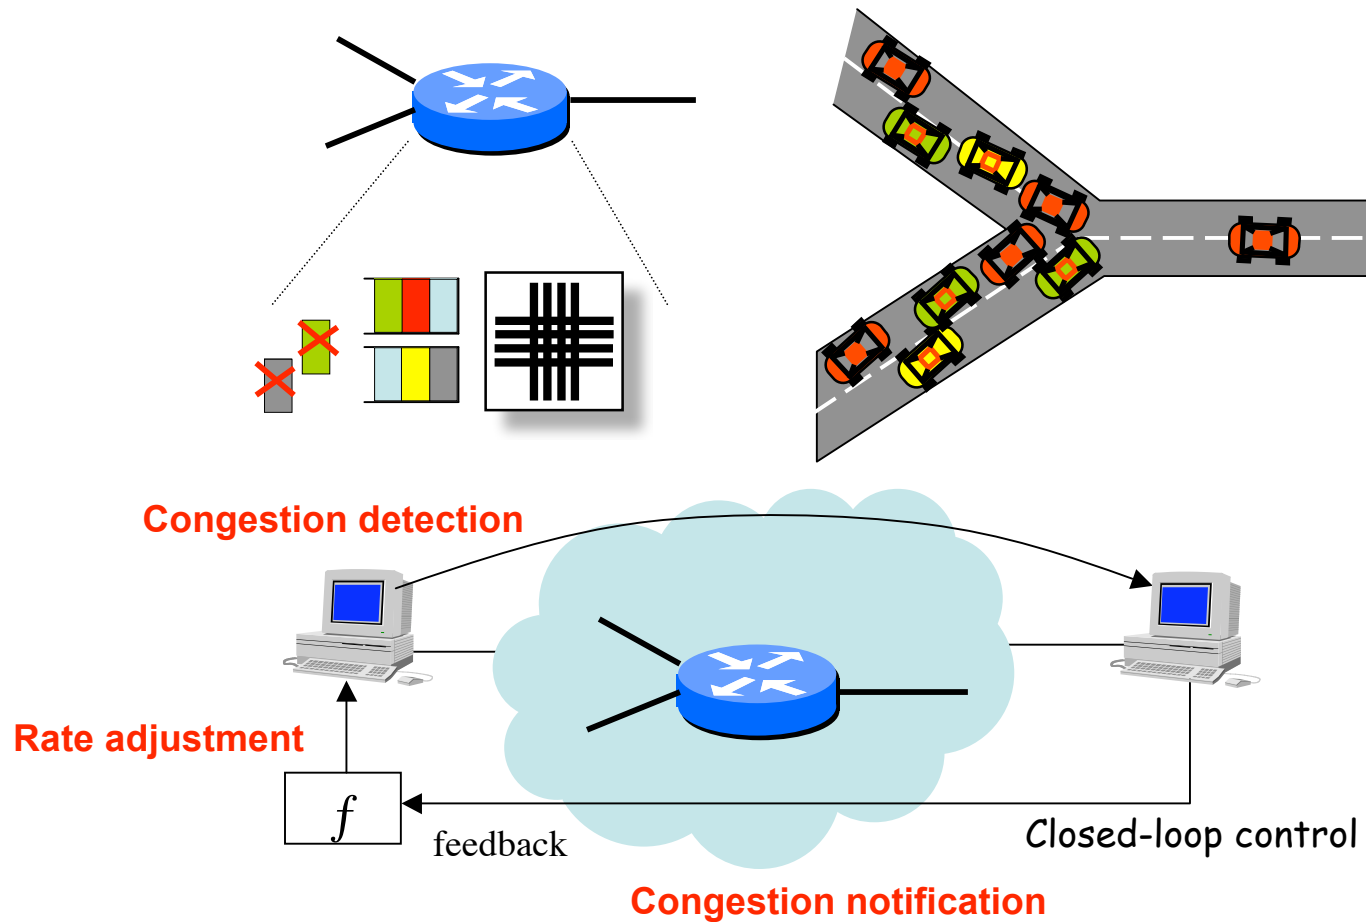 Congestion detection
Rate adjustment
f
feedback
Closed-loop control
Congestion notification